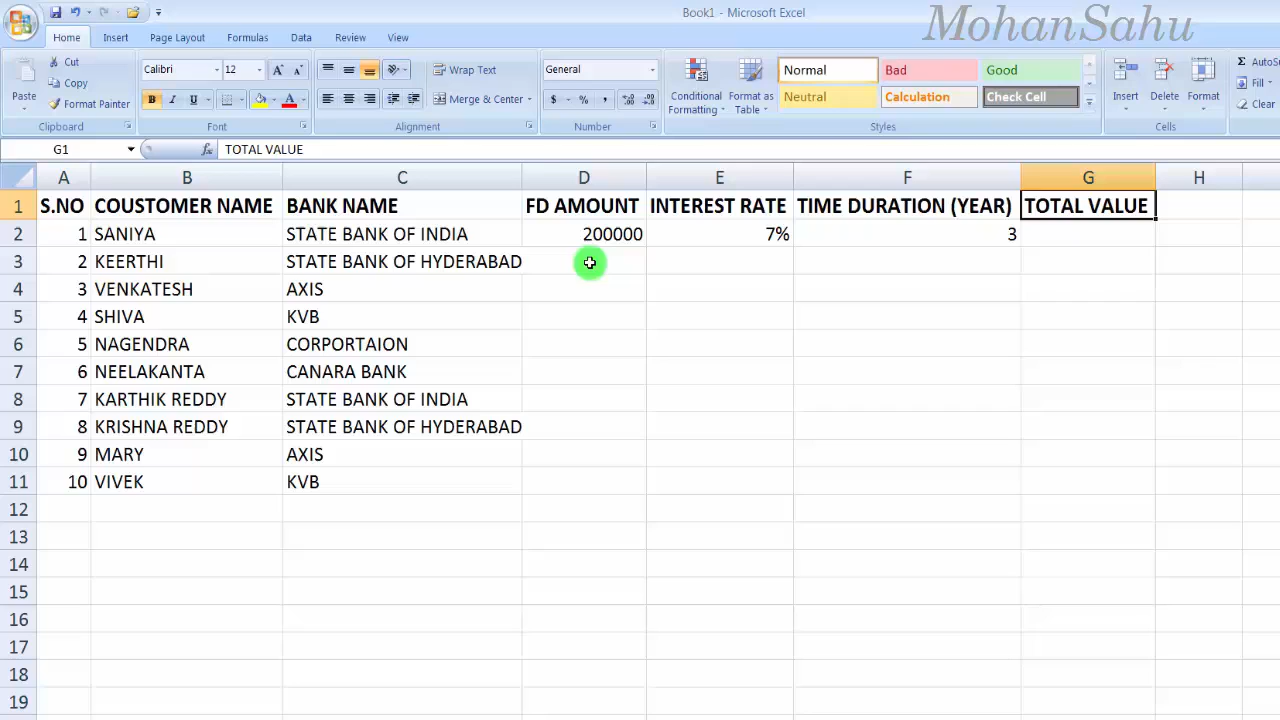 Book1 - Microsoft Excel
MohanSahu
Home Insert Page Layout Formulas Data Review View
Paste
Cut
Copy
Format Painter
Clipboard
Calibri 12
B I U
Font
Wrap Text
Merge & Center
Alignment
General
$ % ,
Number
Conditional Formatting
Format as Table
Normal Bad Good
Neutral Calculation Check Cell
Styles
Insert Delete Format
Cells
AutoS
Fill
Clear
G1 fx TOTAL VALUE
A B C D E F G H
1 S.NO COUSTOMER NAME BANK NAME FD AMOUNT INTEREST RATE TIME DURATION (YEAR) TOTAL VALUE
2 1 SANIYA STATE BANK OF INDIA 200000 7% 3
3 2 KEERTHI STATE BANK OF HYDERABAD
4 3 VENKATESH AXIS
5 4 SHIVA KVB
6 5 NAGENDRA CORPORTAION
7 6 NEELAKANTA CANARA BANK
8 7 KARTHIK REDDY STATE BANK OF INDIA
9 8 KRISHNA REDDY STATE BANK OF HYDERABAD
10 9 MARY AXIS
11 10 VIVEK KVB
12
13
14
15
16
17
18
19